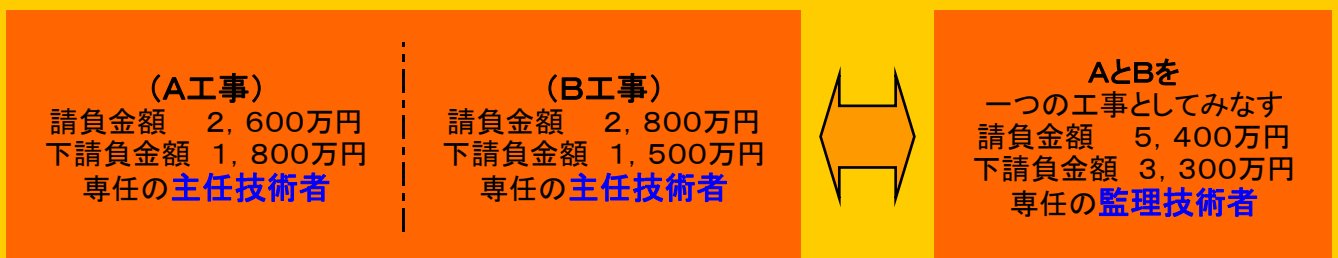 （A工事）
請負金額　２，６００万円
下請負金額　１，８００万円
専任の主任技術者
（B工事）
請負金額　２，８００万円
下請負金額　１，５００万円
専任の主任技術者
AとBを
一つの工事としてみなす
請負金額　５，４００万円
下請負金額　３，３００万円
専任の監理技術者